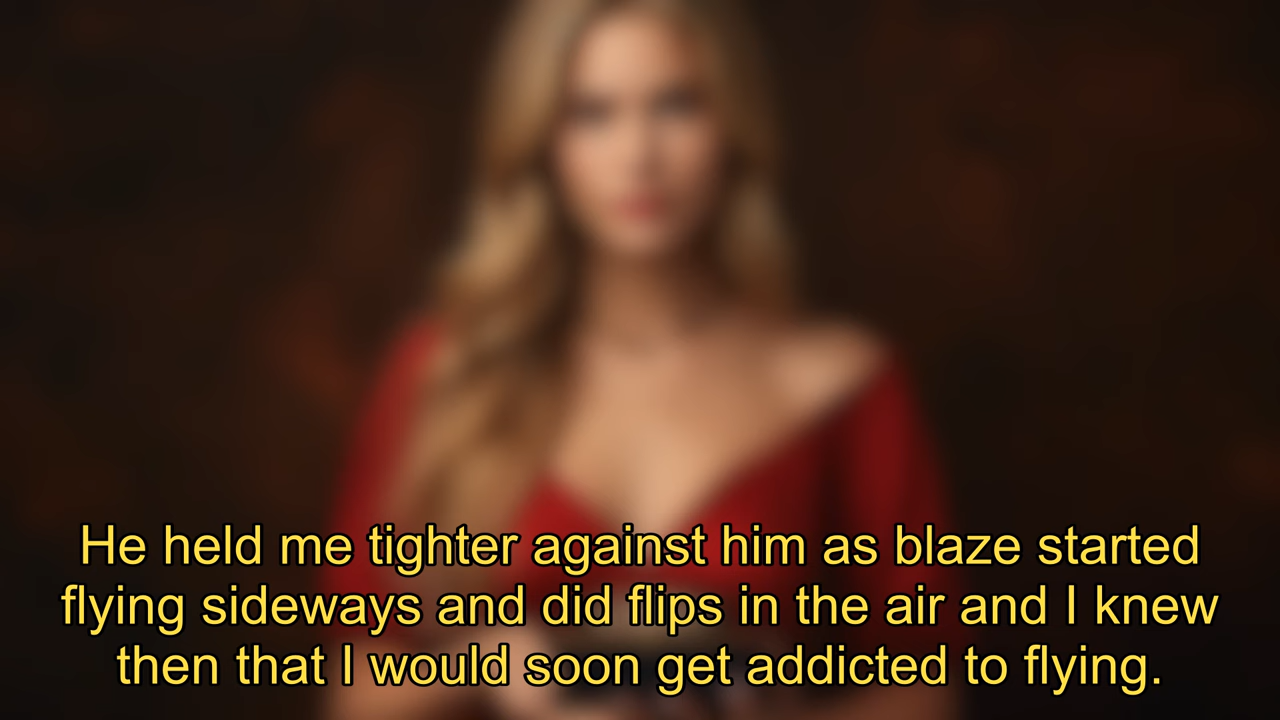 He held me tighter against him as blaze started
flying sideways and did flips in the air and I knew
then that I would soon get addicted to flying.